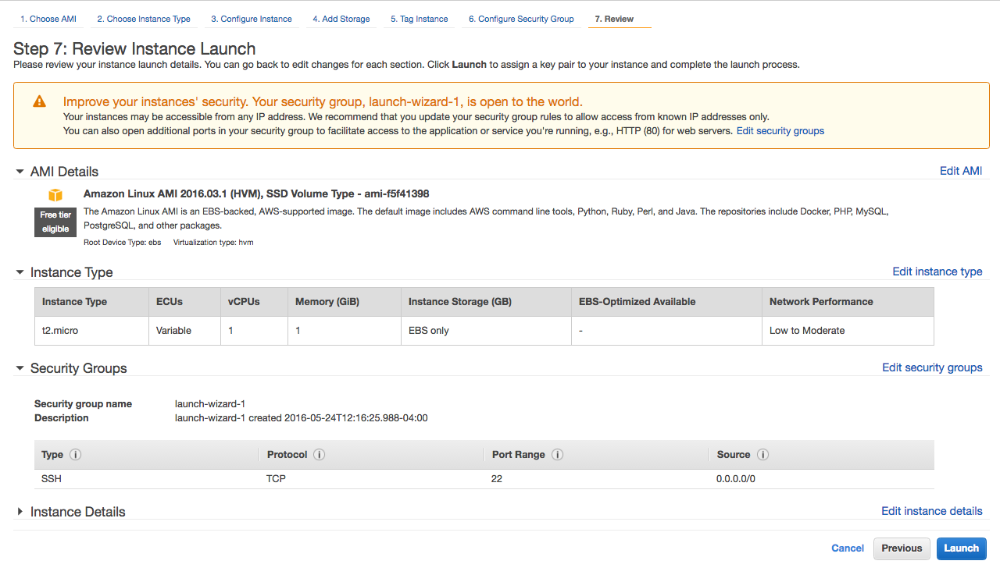 1. Choose AMI 2. Choose Instance Type 3. Configure Instance 4. Add Storage 5. Tag Instance 6. Configure Security Group 7. Review
Step 7: Review Instance Launch
Please review your instance launch details. You can go back to edit changes for each section. Click Launch to assign a key pair to your instance and complete the launch process.
Improve your instances' security. Your security group, launch-wizard-1, is open to the world.
Your instances may be accessible from any IP address. We recommend that you update your security group rules to allow access from known IP addresses only.
You can also open additional ports in your security group to facilitate access to the application or service you're running, e.g., HTTP (80) for web servers. Edit security groups
AMI Details Edit AMI
Amazon Linux AMI 2016.03.1 (HVM), SSD Volume Type - ami-f5f41398
Free tier
eligible
The Amazon Linux AMI is an EBS-backed, AWS-supported image. The default image includes AWS command line tools, Python, Ruby, Perl, and Java. The repositories include Docker, PHP, MySQL,
PostgreSQL, and other packages.
Root Device Type: ebs Virtualization type: hvm
Instance Type Edit instance type
Instance Type ECUs vCPUs Memory (GiB) Instance Storage (GB) EBS-Optimized Available Network Performance
t2.micro Variable 1 1 EBS only - Low to Moderate
Security Groups Edit security groups
Security group name launch-wizard-1
Description launch-wizard-1 created 2016-05-24T12:16:25.988-04:00
Type i Protocol i Port Range i Source i
SSH TCP 22 0.0.0.0/0
Instance Details Edit instance details
Cancel Previous Launch